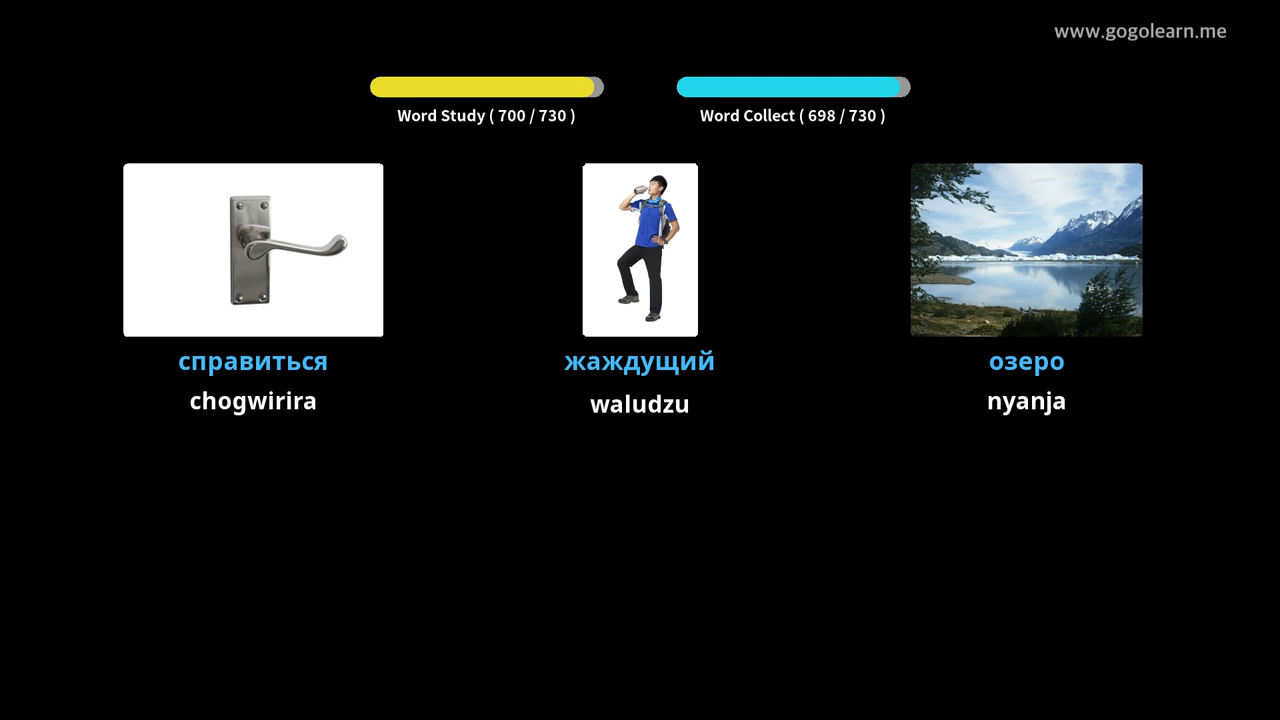 www.gogolearn.me
Word Study ( 700 / 730 )
Word Collect ( 698 / 730 )
справиться
жаждущий
озеро
chogwirira
waludzu
nyanja